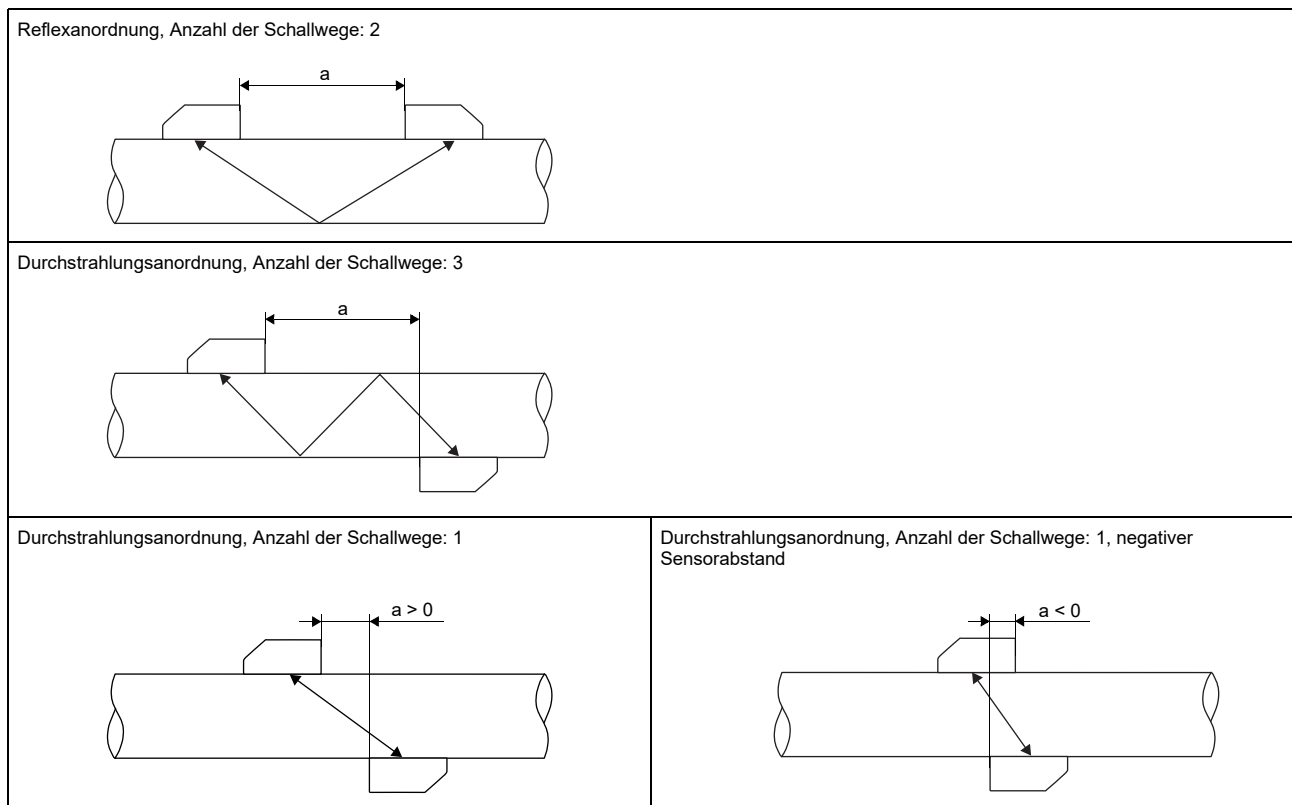 Reflexanordnung, Anzahl der Schallwege: 2
a
Durchstrahlungsanordnung, Anzahl der Schallwege: 3
a
Durchstrahlungsanordnung, Anzahl der Schallwege: 1
a > 0
Durchstrahlungsanordnung, Anzahl der Schallwege: 1, negativer
Sensorabstand
a < 0